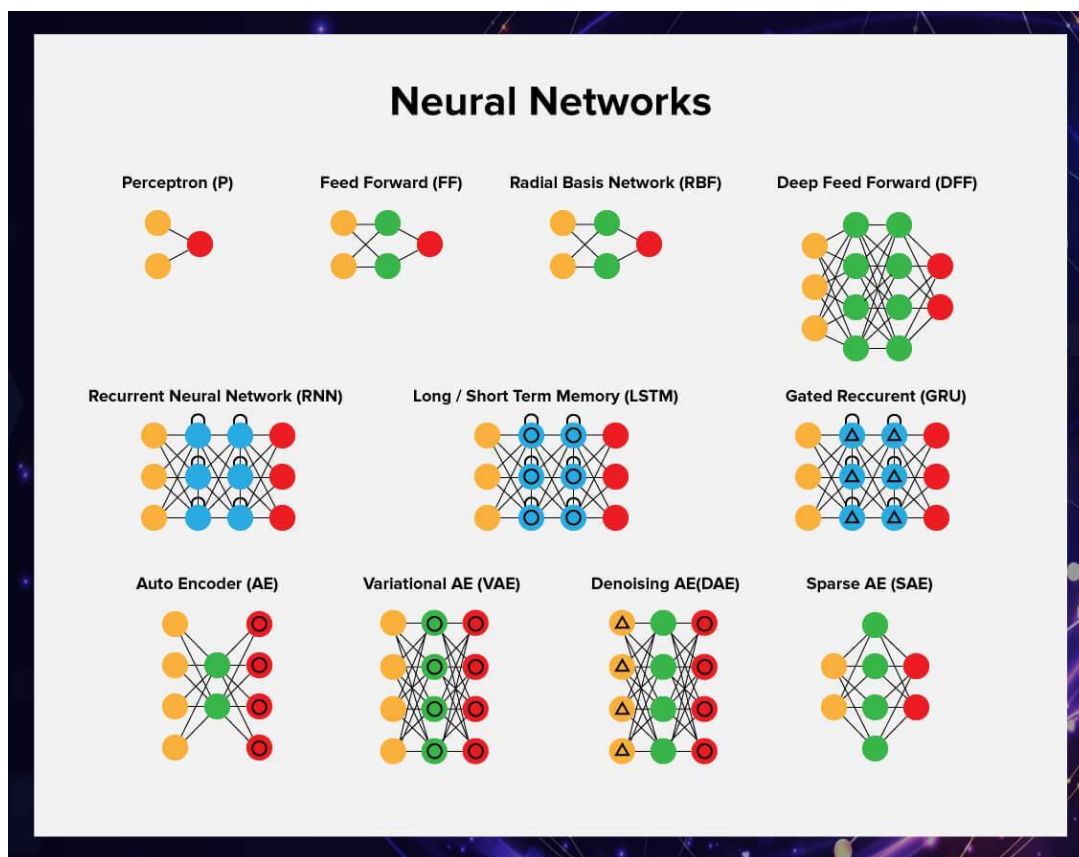 Neural Networks
Perceptron (P)
Feed Forward (FF)
Radial Basis Network (RBF)
Deep Feed Forward (DFF)
Recurrent Neural Network (RNN)
Long / Short Term Memory (LSTM)
Gated Reccurent (GRU)
Auto Encoder (AE)
Variational AE (VAE)
Denoising AE(DAE)
Sparse AE (SAE)